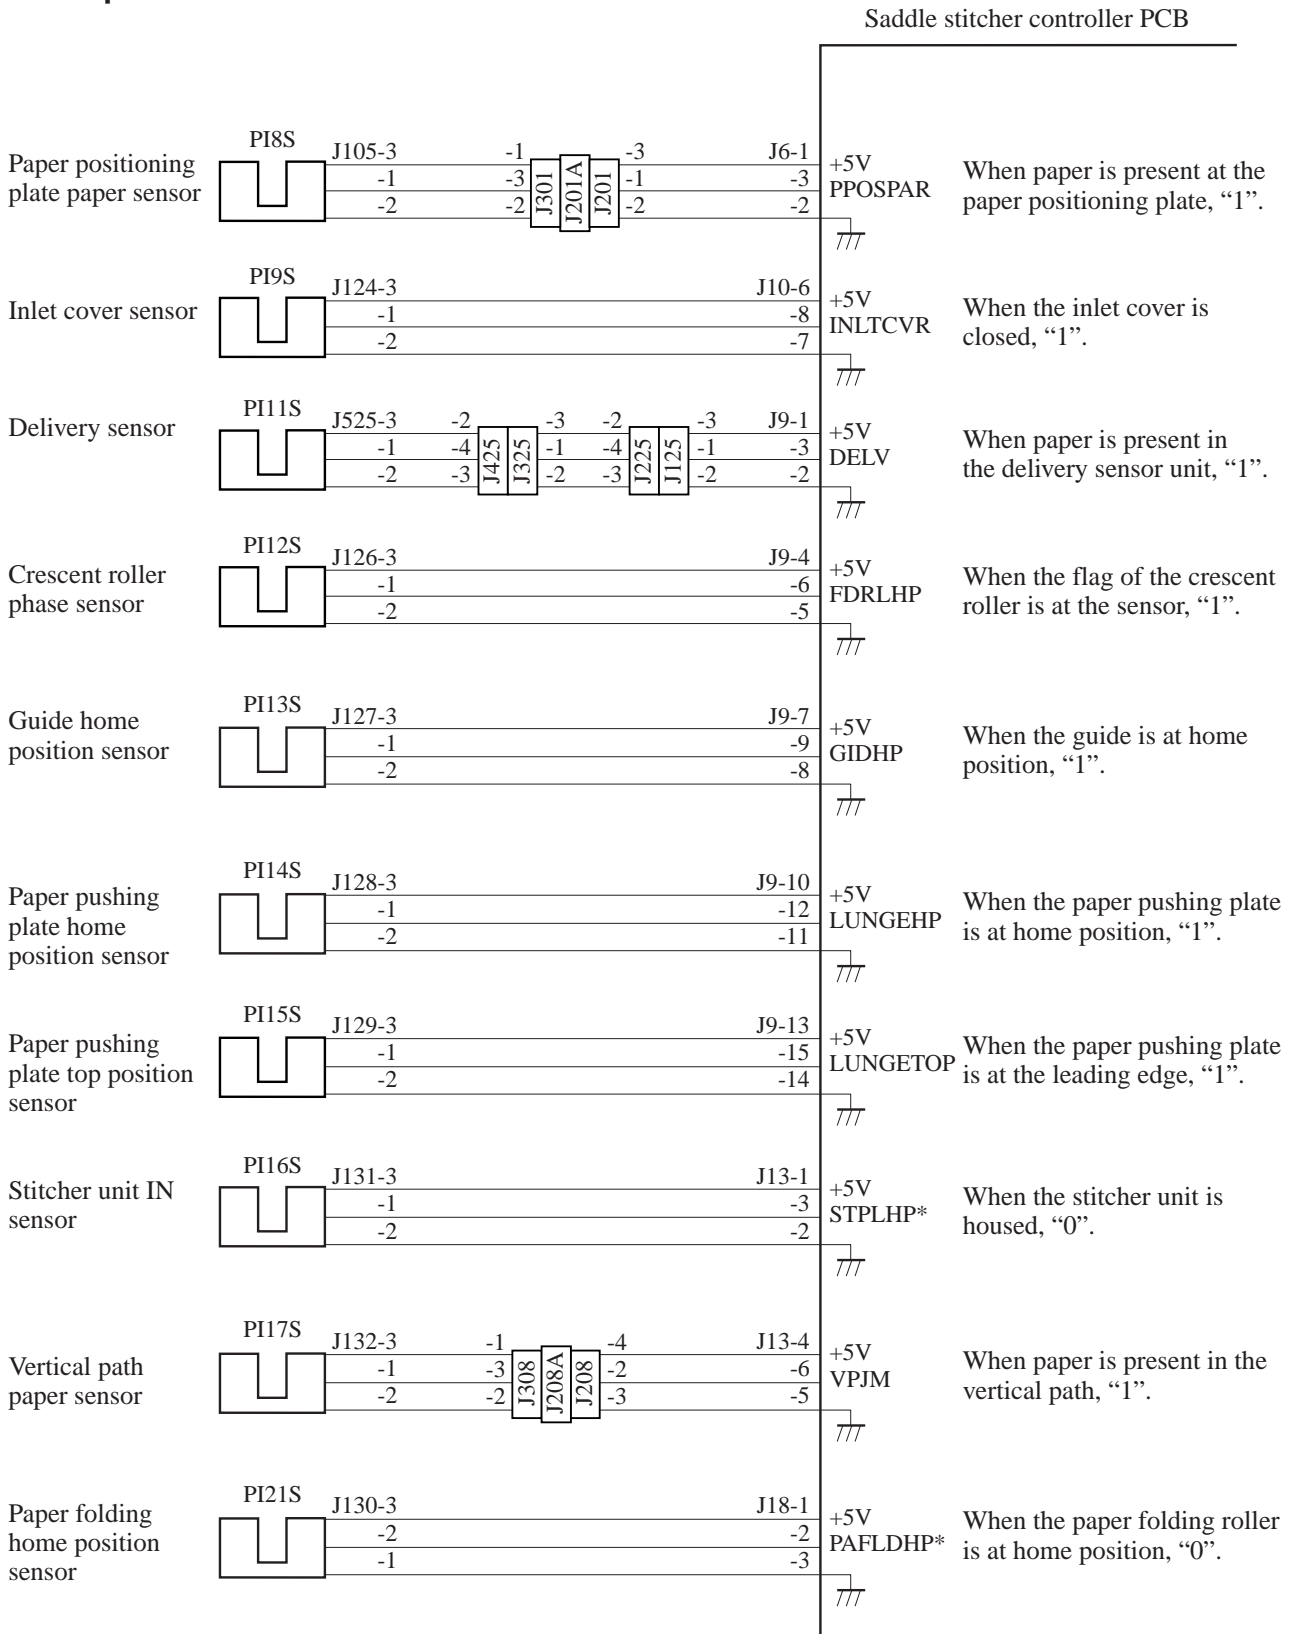 Saddle stitcher controller PCB
Paper positioning
plate paper sensor
PI8S
J105-3
-1
-2
-1
-3
-2
J301
J201A
J201
-3
-1
-2
J6-1
-3
-2
+5V
PPOSPAR
When paper is present at the
paper positioning plate, “1”.
Inlet cover sensor
PI9S
J124-3
-1
-2
J10-6
-8
-7
+5V
INLTCVR
When the inlet cover is
closed, “1”.
Delivery sensor
PI11S
J525-3
-1
-2
-2
-4
-3
J425
J325
-3
-1
-2
-2
-4
-3
J225
J125
-3
-1
-2
J9-1
-3
-2
+5V
DELV
When paper is present in
the delivery sensor unit, “1”.
Crescent roller
phase sensor
PI12S
J126-3
-1
-2
J9-4
-6
-5
+5V
FDRLHP
When the flag of the crescent
roller is at the sensor, “1”.
Guide home
position sensor
PI13S
J127-3
-1
-2
J9-7
-9
-8
+5V
GIDHP
When the guide is at home
position, “1”.
Paper pushing
plate home
position sensor
PI14S
J128-3
-1
-2
J9-10
-12
-11
+5V
LUNGEHP
When the paper pushing plate
is at home position, “1”.
Paper pushing
plate top position
sensor
PI15S
J129-3
-1
-2
J9-13
-15
-14
+5V
LUNGETOP
When the paper pushing plate
is at the leading edge, “1”.
Stitcher unit IN
sensor
PI16S
J131-3
-1
-2
J13-1
-3
-2
+5V
STPLHP*
When the stitcher unit is
housed, “0”.
Vertical path
paper sensor
PI17S
J132-3
-1
-2
-1
-3
-2
J308
J208A
J208
-4
-2
-3
J13-4
-6
-5
+5V
VPJM
When paper is present in the
vertical path, “1”.
Paper folding
home position
sensor
PI21S
J130-3
-2
-1
J18-1
-2
-3
+5V
PAFLDHP*
When the paper folding roller
is at home position, “0”.